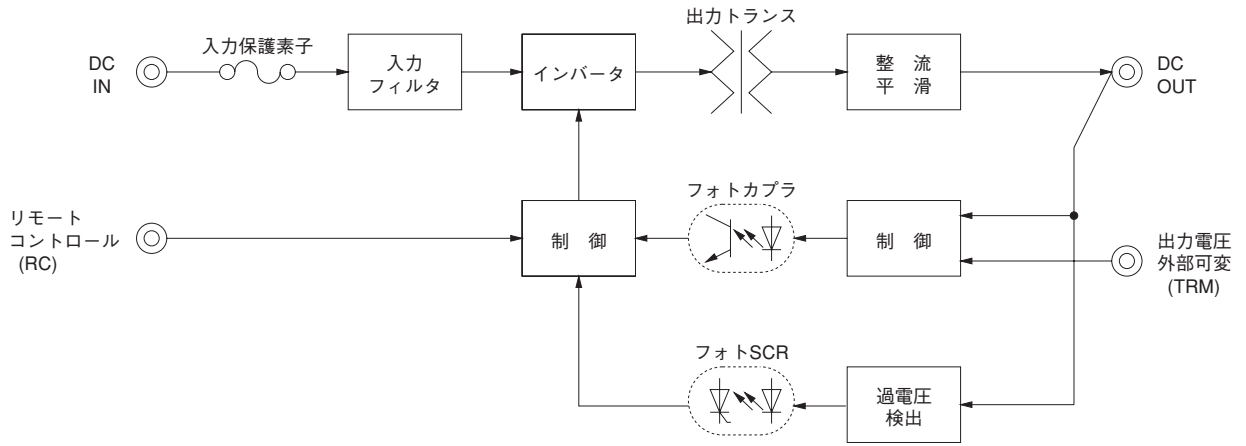 出力トランス
入力保護素子
DC
IN
入力
フィルタ
インバータ
整 流
平 滑
DC
OUT
フォトカプラ
リモート
コントロール
(RC)
制 御
制 御
出力電圧
外部可変
(TRM)
フォトSCR
過電圧
検出